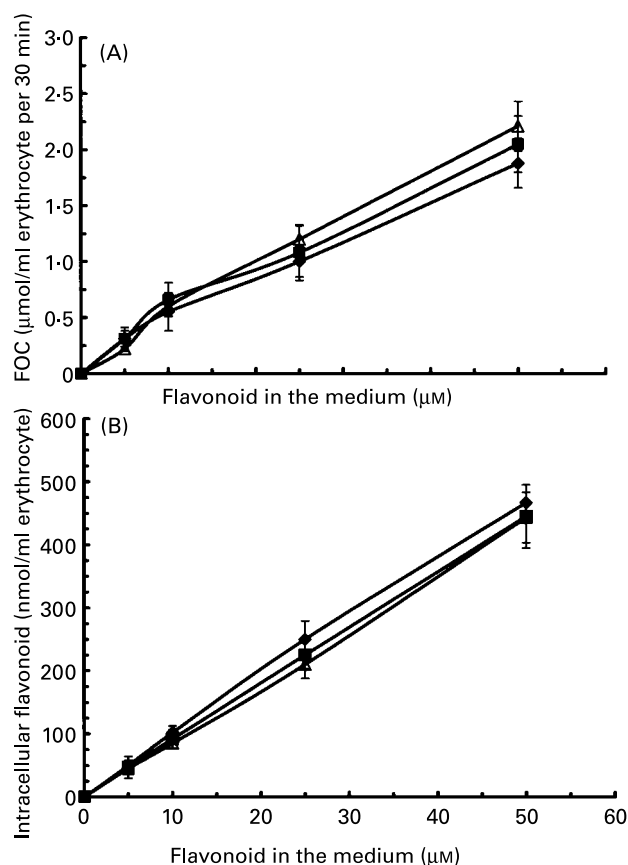 (A)
FOC (μmol/ml erythrocyte per 30 min)
3·0
2·5
2·0
1·5
1·0
0·5
0
Flavonoid in the medium (μM)
(B)
Intracellular flavonoid (nmol/ml erythrocyte)
600
500
400
300
200
100
0
0 10 20 30 40 50 60
Flavonoid in the medium (μM)